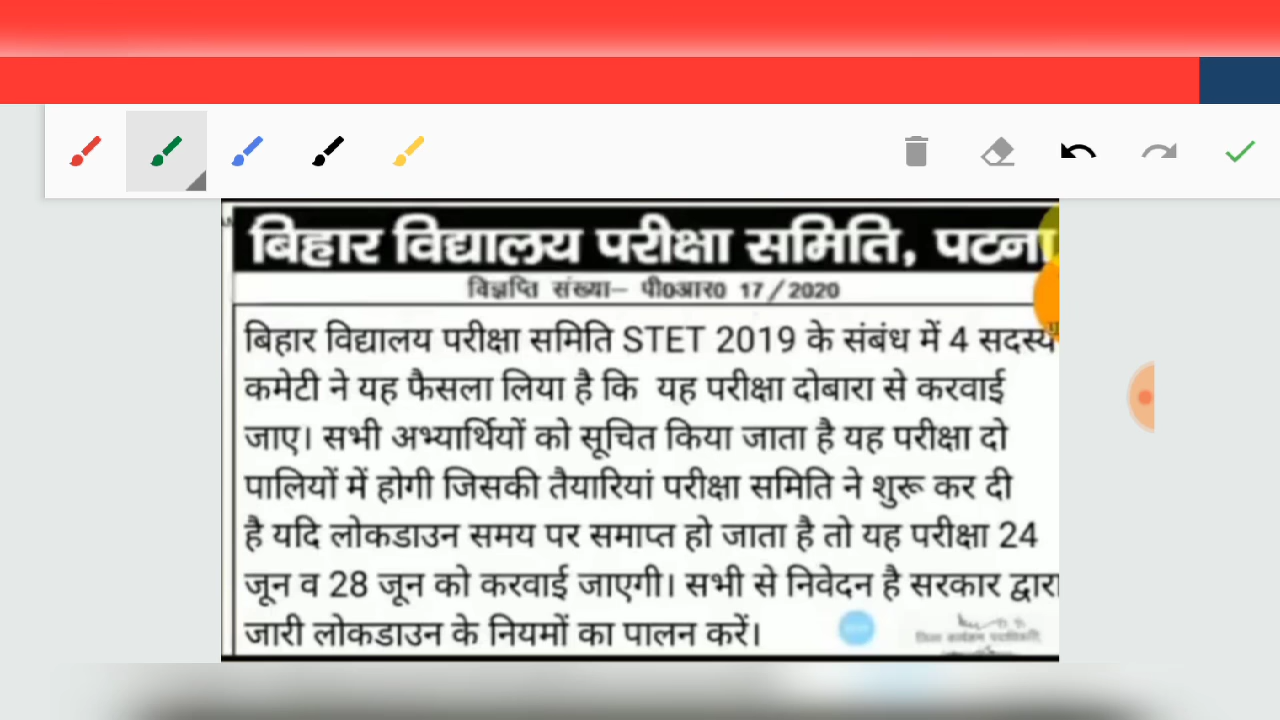 बिहार विद्यालय परीक्षा समिति, पटना
विज्ञप्ति संख्या– पी0आर0 17/2020
बिहार विद्यालय परीक्षा समिति STET 2019 के संबंध में 4 सदस्य
कमेटी ने यह फैसला लिया है कि यह परीक्षा दोबारा से करवाई
जाए। सभी अभ्यार्थियों को सूचित किया जाता है यह परीक्षा दो
पालियों में होगी जिसकी तैयारियां परीक्षा समिति ने शुरू कर दी
है यदि लोकडाउन समय पर समाप्त हो जाता है तो यह परीक्षा 24
जून व 28 जून को करवाई जाएगी। सभी से निवेदन है सरकार द्वारा
जारी लोकडाउन के नियमों का पालन करें।